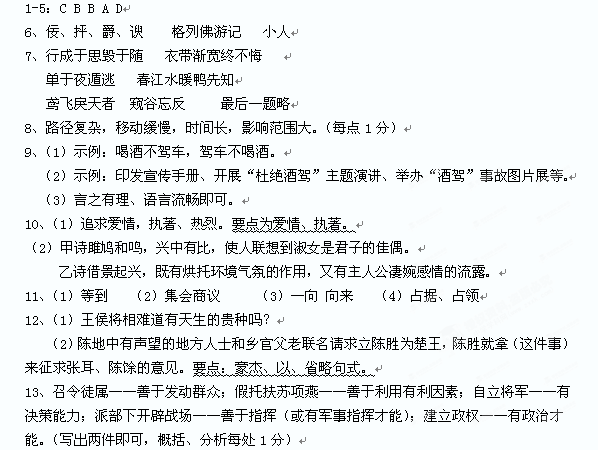 1-5：C B B A D
6、佞、抨、爵、谀    格列佛游记    小人
7、行成于思毁于随    衣带渐宽终不悔
单于夜遁逃    春江水暖鸭先知
鸢飞戾天者    窥谷忘反    最后一题略
8、路径复杂，移动缓慢，时间长，影响范围大。（每点1分）
9、（1）示例：喝酒不驾车，驾车不喝酒。
（2）示例：印发宣传手册、开展“杜绝酒驾”主题演讲、举办“酒驾”事故图片展等。
（3）言之有理、语言流畅即可。
10、（1）追求爱情，执著、热烈。要点为爱情、执著。
（2）甲诗雎鸠和鸣，兴中有比，使人联想到淑女是君子的佳偶。
乙诗借景起兴，既有烘托环境气氛的作用，又有主人公凄婉感情的流露。
11、（1）等到    （2）集会商议    （3）一向 向来    （4）占据、占领
12、（1）王侯将相难道有天生的贵种吗？
（2）陈地中有声望的地方人士和乡官父老联名请求立陈胜为楚王，陈胜就拿（这件事）
来征求张耳、陈馀的意见。要点：豪杰、以、省略句式。
13、召令徒属——善于发动群众；假托扶苏项燕——善于利用有利因素；自立将军——有
决策能力；派部下开辟战场——善于指挥（或有军事指挥才能）；建立政权——有政治才
能。（写出两件即可，概括、分析每处1分）